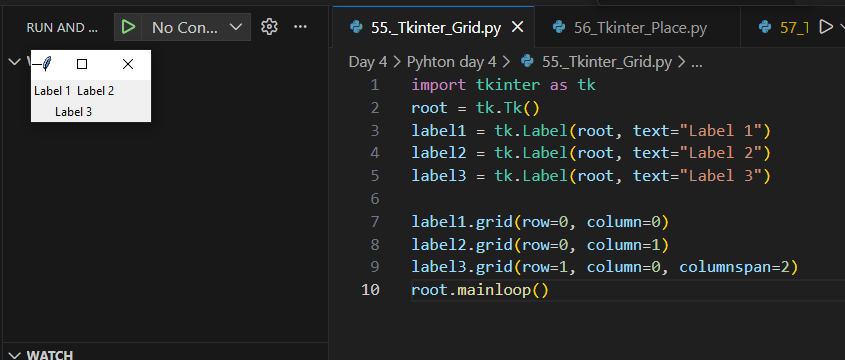 RUN AND ... No Con...
55._Tkinter_Grid.py 56_Tkinter_Place.py
Day 4 > Pyhton day 4 > 55._Tkinter_Grid.py > ...
Label 1 Label 2
Label 3
1 import tkinter as tk
2 root = tk.Tk()
3 label1 = tk.Label(root, text="Label 1")
4 label2 = tk.Label(root, text="Label 2")
5 label3 = tk.Label(root, text="Label 3")
6
7 label1.grid(row=0, column=0)
8 label2.grid(row=0, column=1)
9 label3.grid(row=1, column=0, columnspan=2)
10 root.mainloop()
WATCH